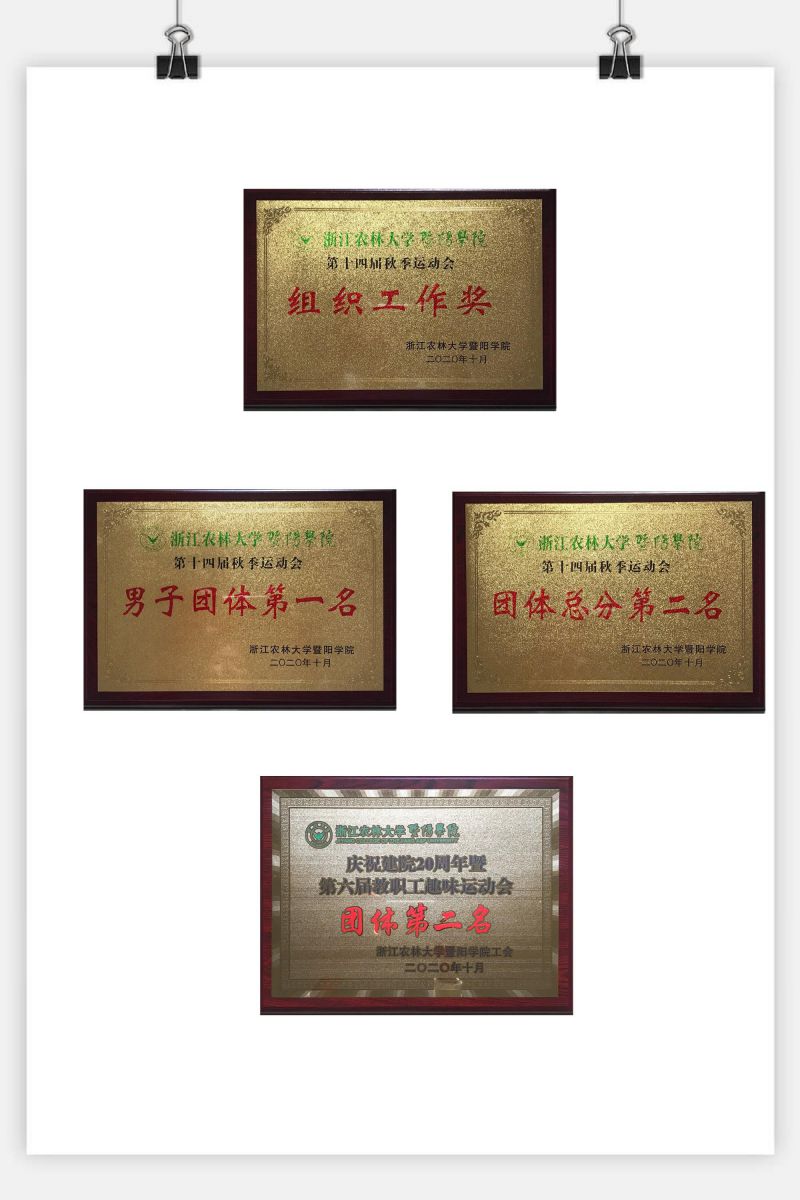 浙江农林大学暨陽學院
第十四届秋季运动会
组织工作奖
浙江农林大学暨阳学院
二〇二〇年十月
浙江农林大学暨陽學院
第十四届秋季运动会
男子团体第一名
浙江农林大学暨阳学院
二〇二〇年十月
浙江农林大学暨陽學院
第十四届秋季运动会
团体总分第二名
浙江农林大学暨阳学院
二〇二〇年十月
浙江农林大学暨陽學院
庆祝建院20周年暨
第六届教职工趣味运动会
团体第二名
浙江农林大学暨阳学院工会
二〇二〇年十月